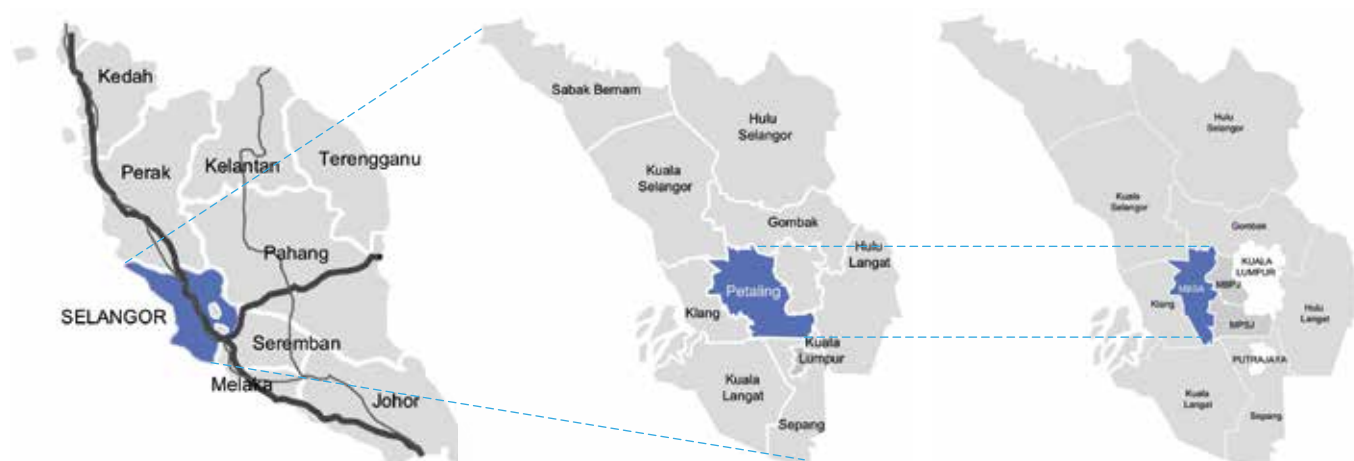 Kedah
Perak
Kelantan
Terengganu
Pahang
SELANGOR
Seremban
Melaka
Johor
Sabak Bernam
Hulu
Selangor
Kuala
Selangor
Gombak
Hulu
Langat
Petaling
Klang
Kuala
Lumpur
Kuala
Langat
Sepang
Hulu
Selangor
Kuala
Selangor
Gombak
KUALA
LUMPUR
MBSA
MBPJ
Klang
Hulu
Langat
MPSJ
PUTRAJAYA
Kuala
Langat
Sepang